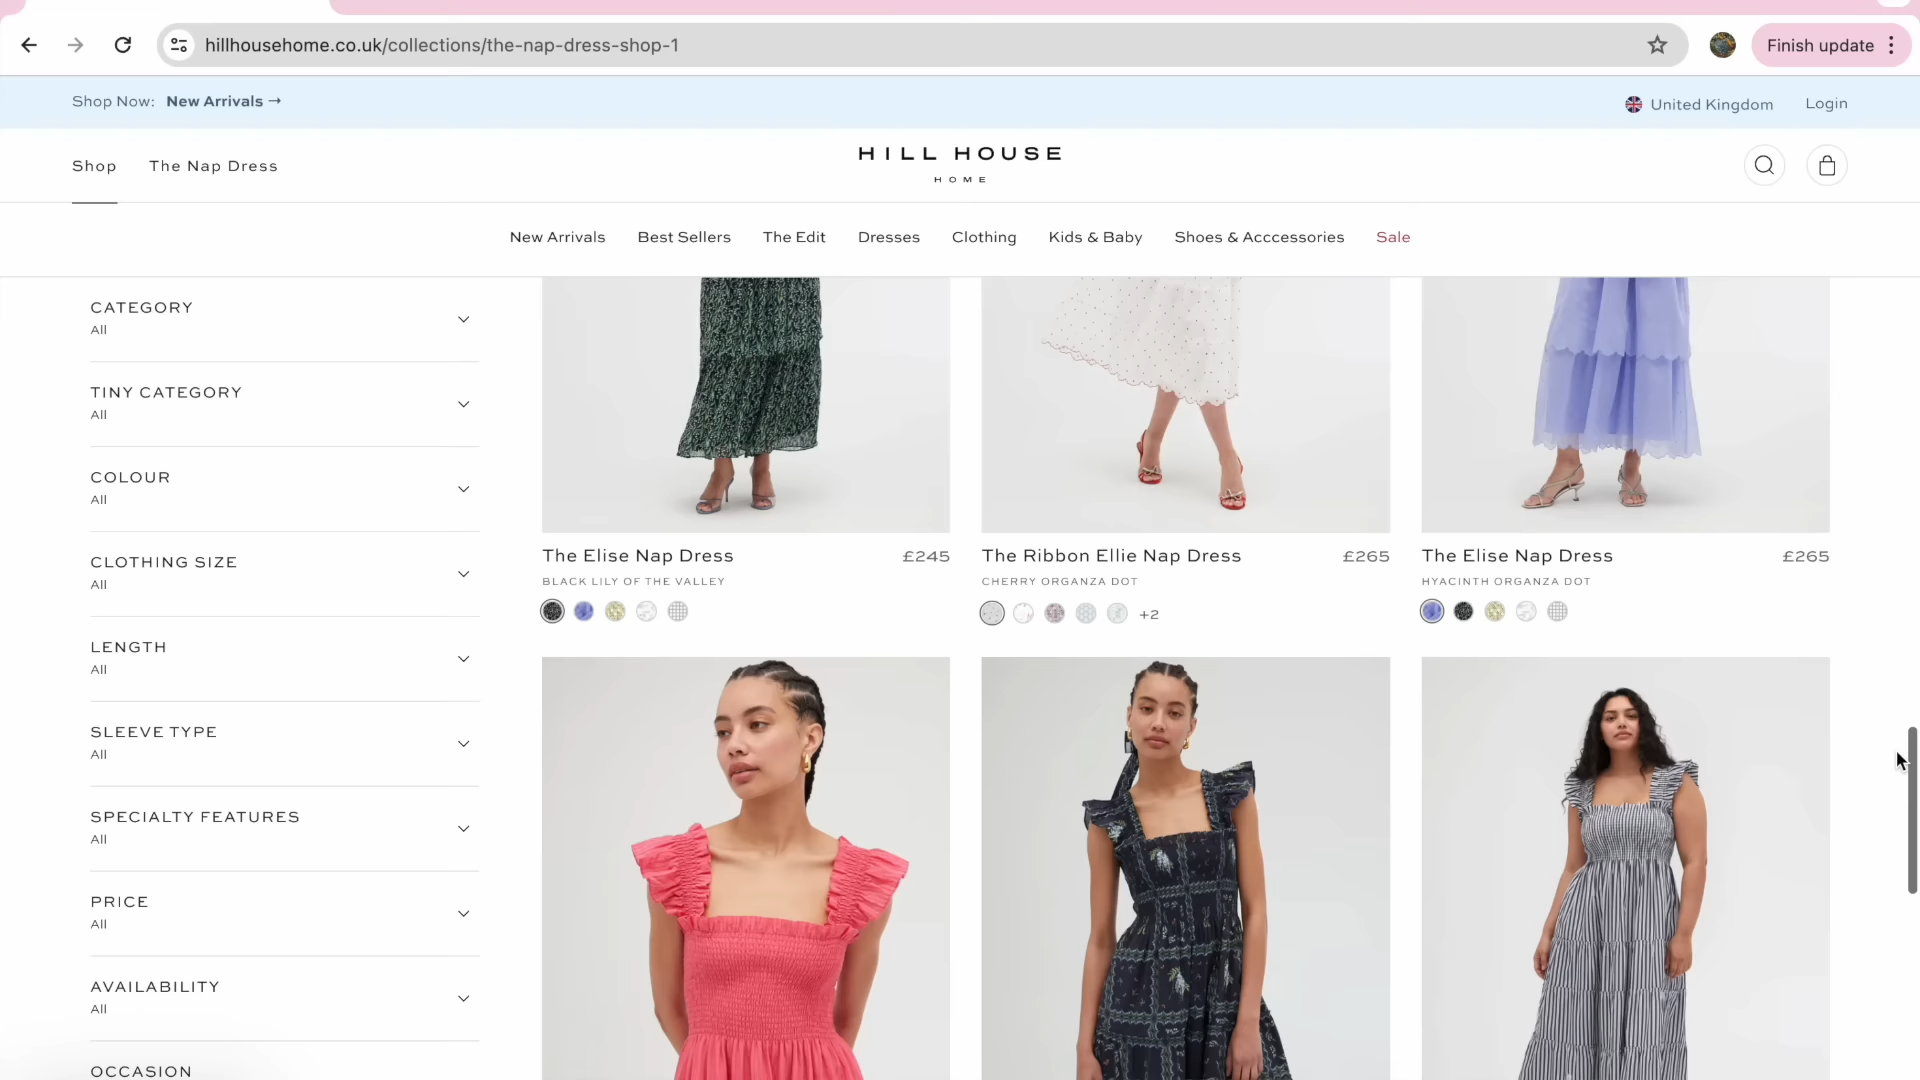 hillhousehome.co.uk/collections/the-nap-dress-shop-1
Finish update
Shop Now: New Arrivals →
United Kingdom
Login
Shop
The Nap Dress
HILL HOUSE
HOME
New Arrivals
Best Sellers
The Edit
Dresses
Clothing
Kids & Baby
Shoes & Acccessories
Sale
CATEGORY
All
TINY CATEGORY
All
COLOUR
All
CLOTHING SIZE
All
LENGTH
All
SLEEVE TYPE
All
SPECIALTY FEATURES
All
PRICE
All
AVAILABILITY
All
OCCASION
The Elise Nap Dress £245
BLACK LILY OF THE VALLEY
The Ribbon Ellie Nap Dress £265
CHERRY ORGANZA DOT
+2
The Elise Nap Dress £265
HYACINTH ORGANZA DOT